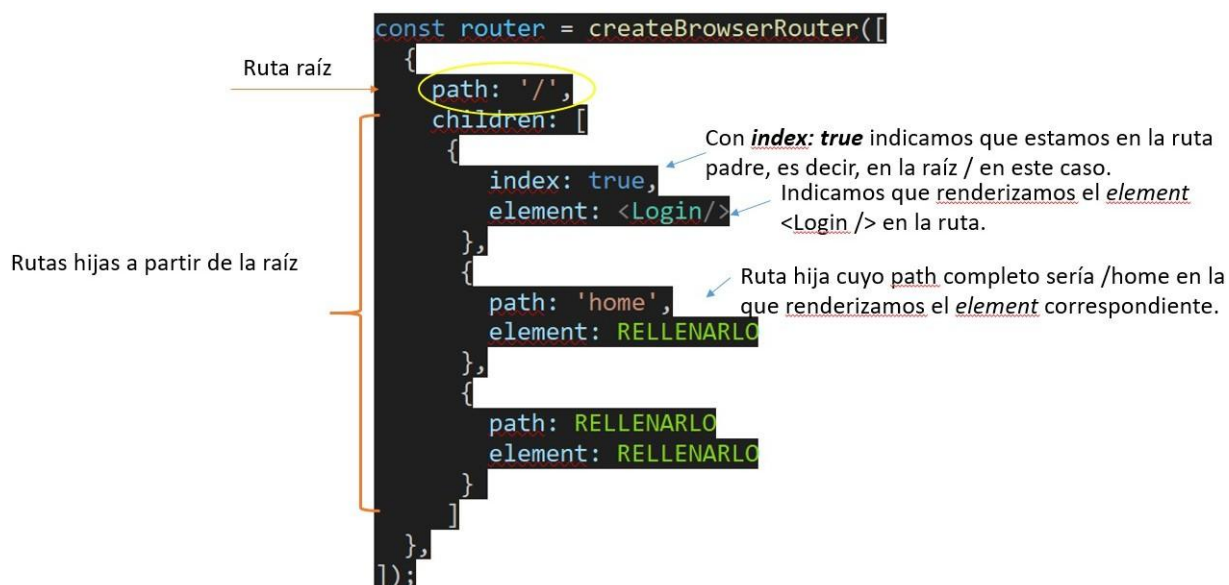 const router = createBrowserRouter([
{
Ruta raíz
path: '/',
children: [
{
Con index: true indicamos que estamos en la ruta
padre, es decir, en la raíz / en este caso.
index: true,
Indicamos que renderizamos el element
<Login /> en la ruta.
element: <Login/>
},
Rutas hijas a partir de la raíz
{
Ruta hija cuyo path completo sería /home en la
que renderizamos el element correspondiente.
path: 'home',
element: RELLENARLO
},
{
path: RELLENARLO
element: RELLENARLO
}
]
},
]);